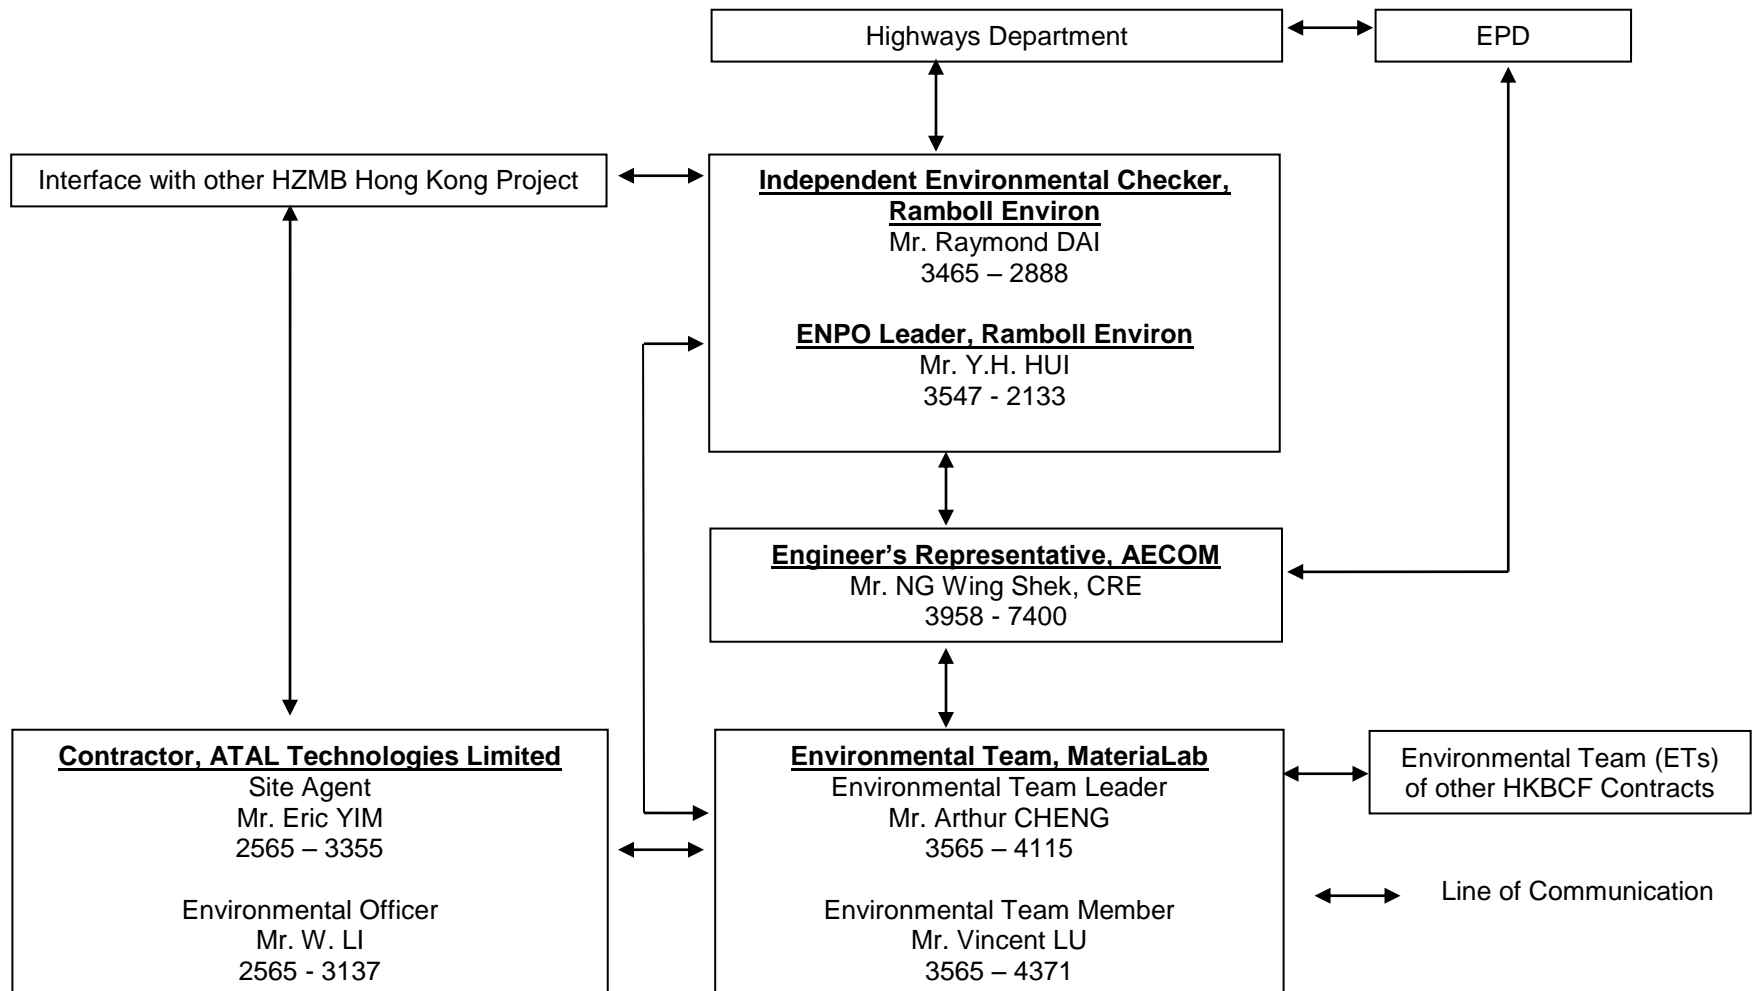 Highways Department
EPD
Interface with other HZMB Hong Kong Project
Independent Environmental Checker,
Ramboll Environ
Mr. Raymond DAI
3465 – 2888
ENPO Leader, Ramboll Environ
Mr. Y.H. HUI
3547 - 2133
Engineer’s Representative, AECOM
Mr. NG Wing Shek, CRE
3958 - 7400
Contractor, ATAL Technologies Limited
Site Agent
Mr. Eric YIM
2565 – 3355
Environmental Officer
Mr. W. LI
2565 - 3137
Environmental Team, MateriaLab
Environmental Team Leader
Mr. Arthur CHENG
3565 – 4115
Environmental Team Member
Mr. Vincent LU
3565 – 4371
Environmental Team (ETs)
of other HKBCF Contracts
Line of Communication